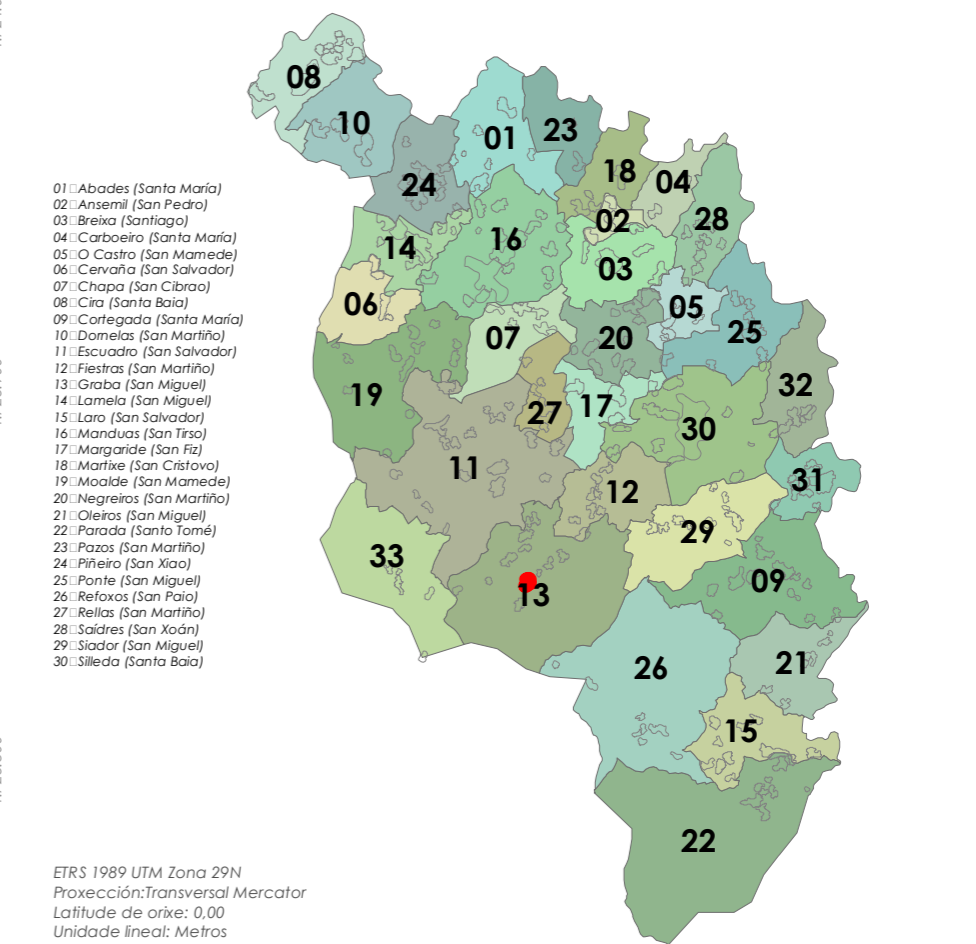 08
10
01
23
18
04
24
02
28
14
16
03
06
05
07
20
25
19
27
17
32
30
11
12
31
29
33
13
09
26
21
15
22
01 Abades (Santa María)
02 Ansemil (San Pedro)
03 Breixa (Santiago)
04 Carboeiro (Santa María)
05 O Castro (San Mamede)
06 Cervaña (San Salvador)
07 Chapa (San Cibrao)
08 Cira (Santa Baia)
09 Cortegada (Santa María)
10 Dornelas (San Martiño)
11 Escuadro (San Salvador)
12 Fiestras (San Martiño)
13 Graba (San Miguel)
14 Lamela (San Miguel)
15 Laro (San Salvador)
16 Manduas (San Tirso)
17 Margaride (San Fiz)
18 Martixe (San Cristovo)
19 Moalde (San Mamede)
20 Negreiros (San Martiño)
21 Oleiros (San Miguel)
22 Parada (Santo Tomé)
23 Pazos (San Martiño)
24 Piñeiro (San Xiao)
25 Ponte (San Miguel)
26 Refoxos (San Paio)
27 Rellas (San Martiño)
28 Saídres (San Xoán)
29 Siador (San Miguel)
30 Silleda (Santa Baia)
ETRS 1989 UTM Zona 29N
Proxección:Transversal Mercator
Latitude de orixe: 0,00
Unidade lineal: Metros